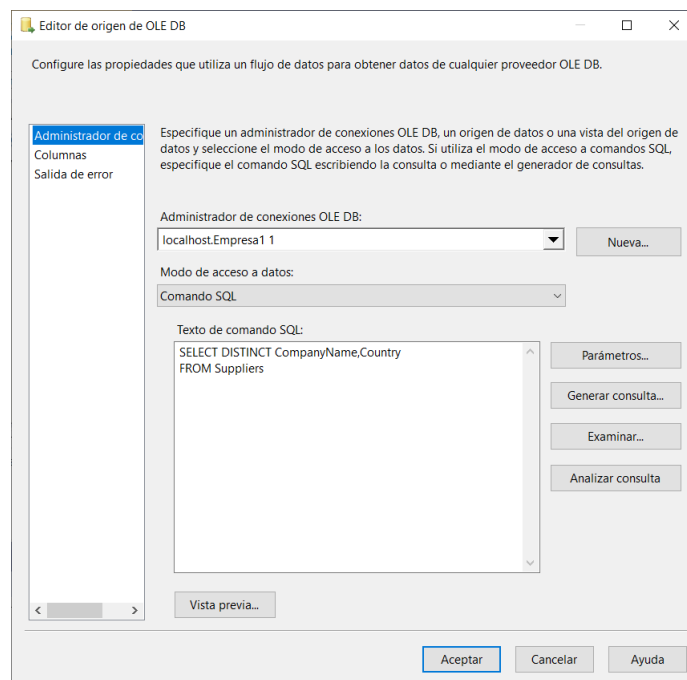 Editor de origen de OLE DB
Configure las propiedades que utiliza un flujo de datos para obtener datos de cualquier proveedor OLE DB.
Administrador de co
Columnas
Salida de error
Especifique un administrador de conexiones OLE DB, un origen de datos o una vista del origen de
datos y seleccione el modo de acceso a los datos. Si utiliza el modo de acceso a comandos SQL,
especifique el comando SQL escribiendo la consulta o mediante el generador de consultas.
Administrador de conexiones OLE DB:
localhost.Empresa1 1
Nueva...
Modo de acceso a datos:
Comando SQL
Texto de comando SQL:
SELECT DISTINCT CompanyName,Country
FROM Suppliers
Parámetros...
Generar consulta...
Examinar...
Analizar consulta
Vista previa...
Aceptar
Cancelar
Ayuda